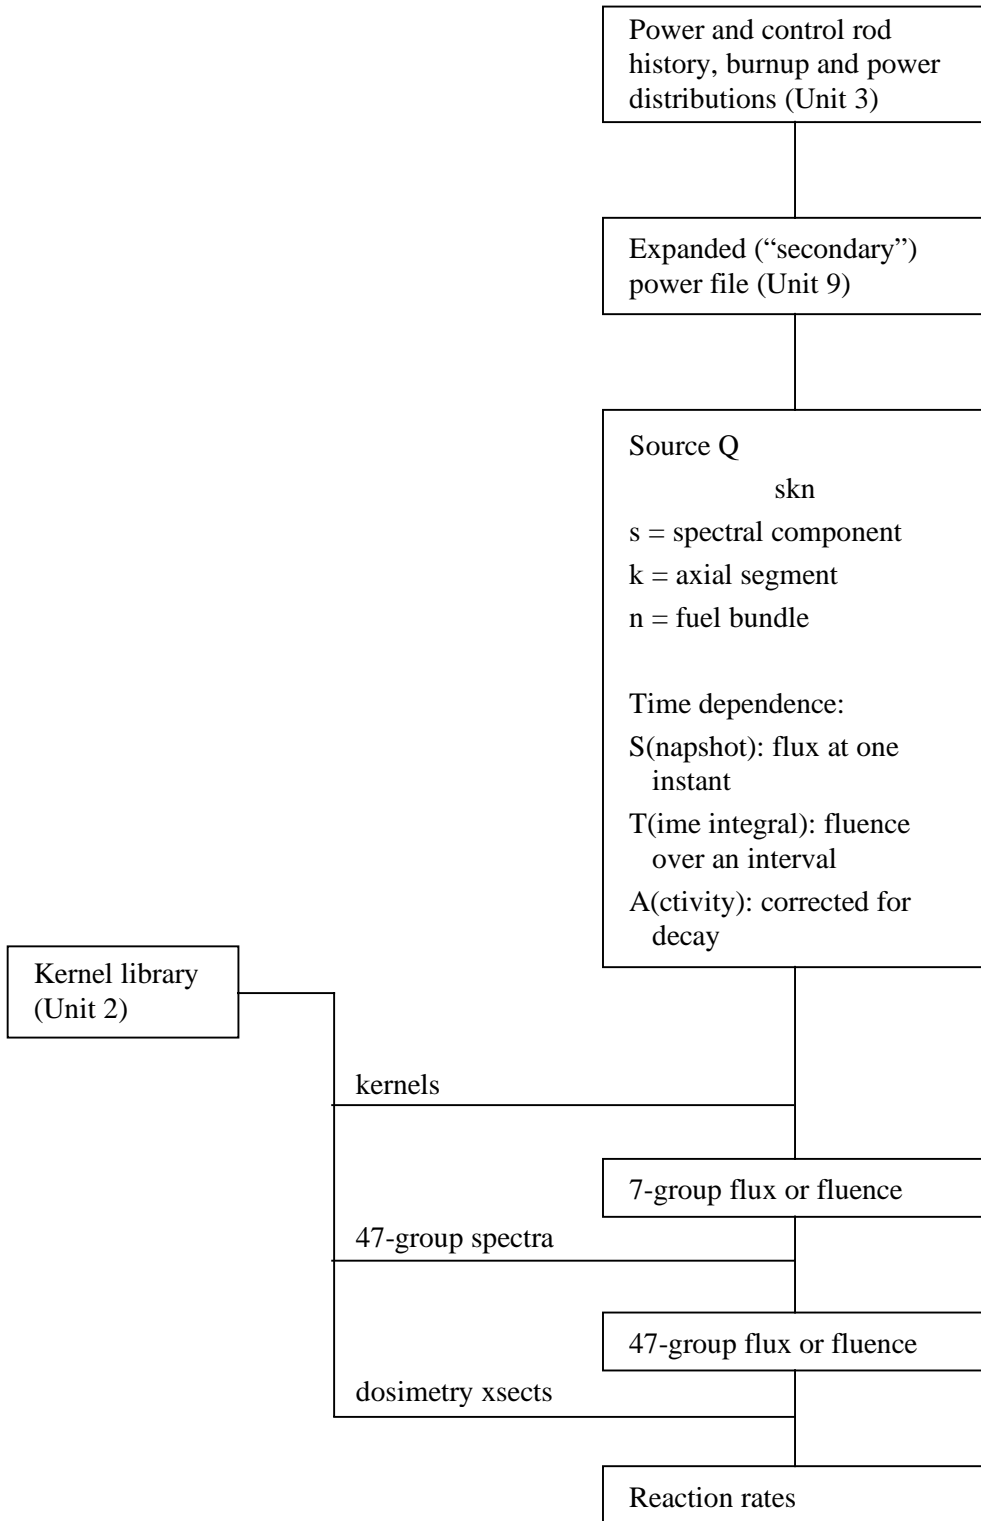 Power and control rod
history, burnup and power
distributions (Unit 3)
Expanded (“secondary”)
power file (Unit 9)
Source Q
skn
s = spectral component
k = axial segment
n = fuel bundle
Time dependence:
S(napshot): flux at one
instant
T(ime integral): fluence
over an interval
A(ctivity): corrected for
decay
Kernel library
(Unit 2)
kernels
7-group flux or fluence
47-group spectra
47-group flux or fluence
dosimetry xsects
Reaction rates